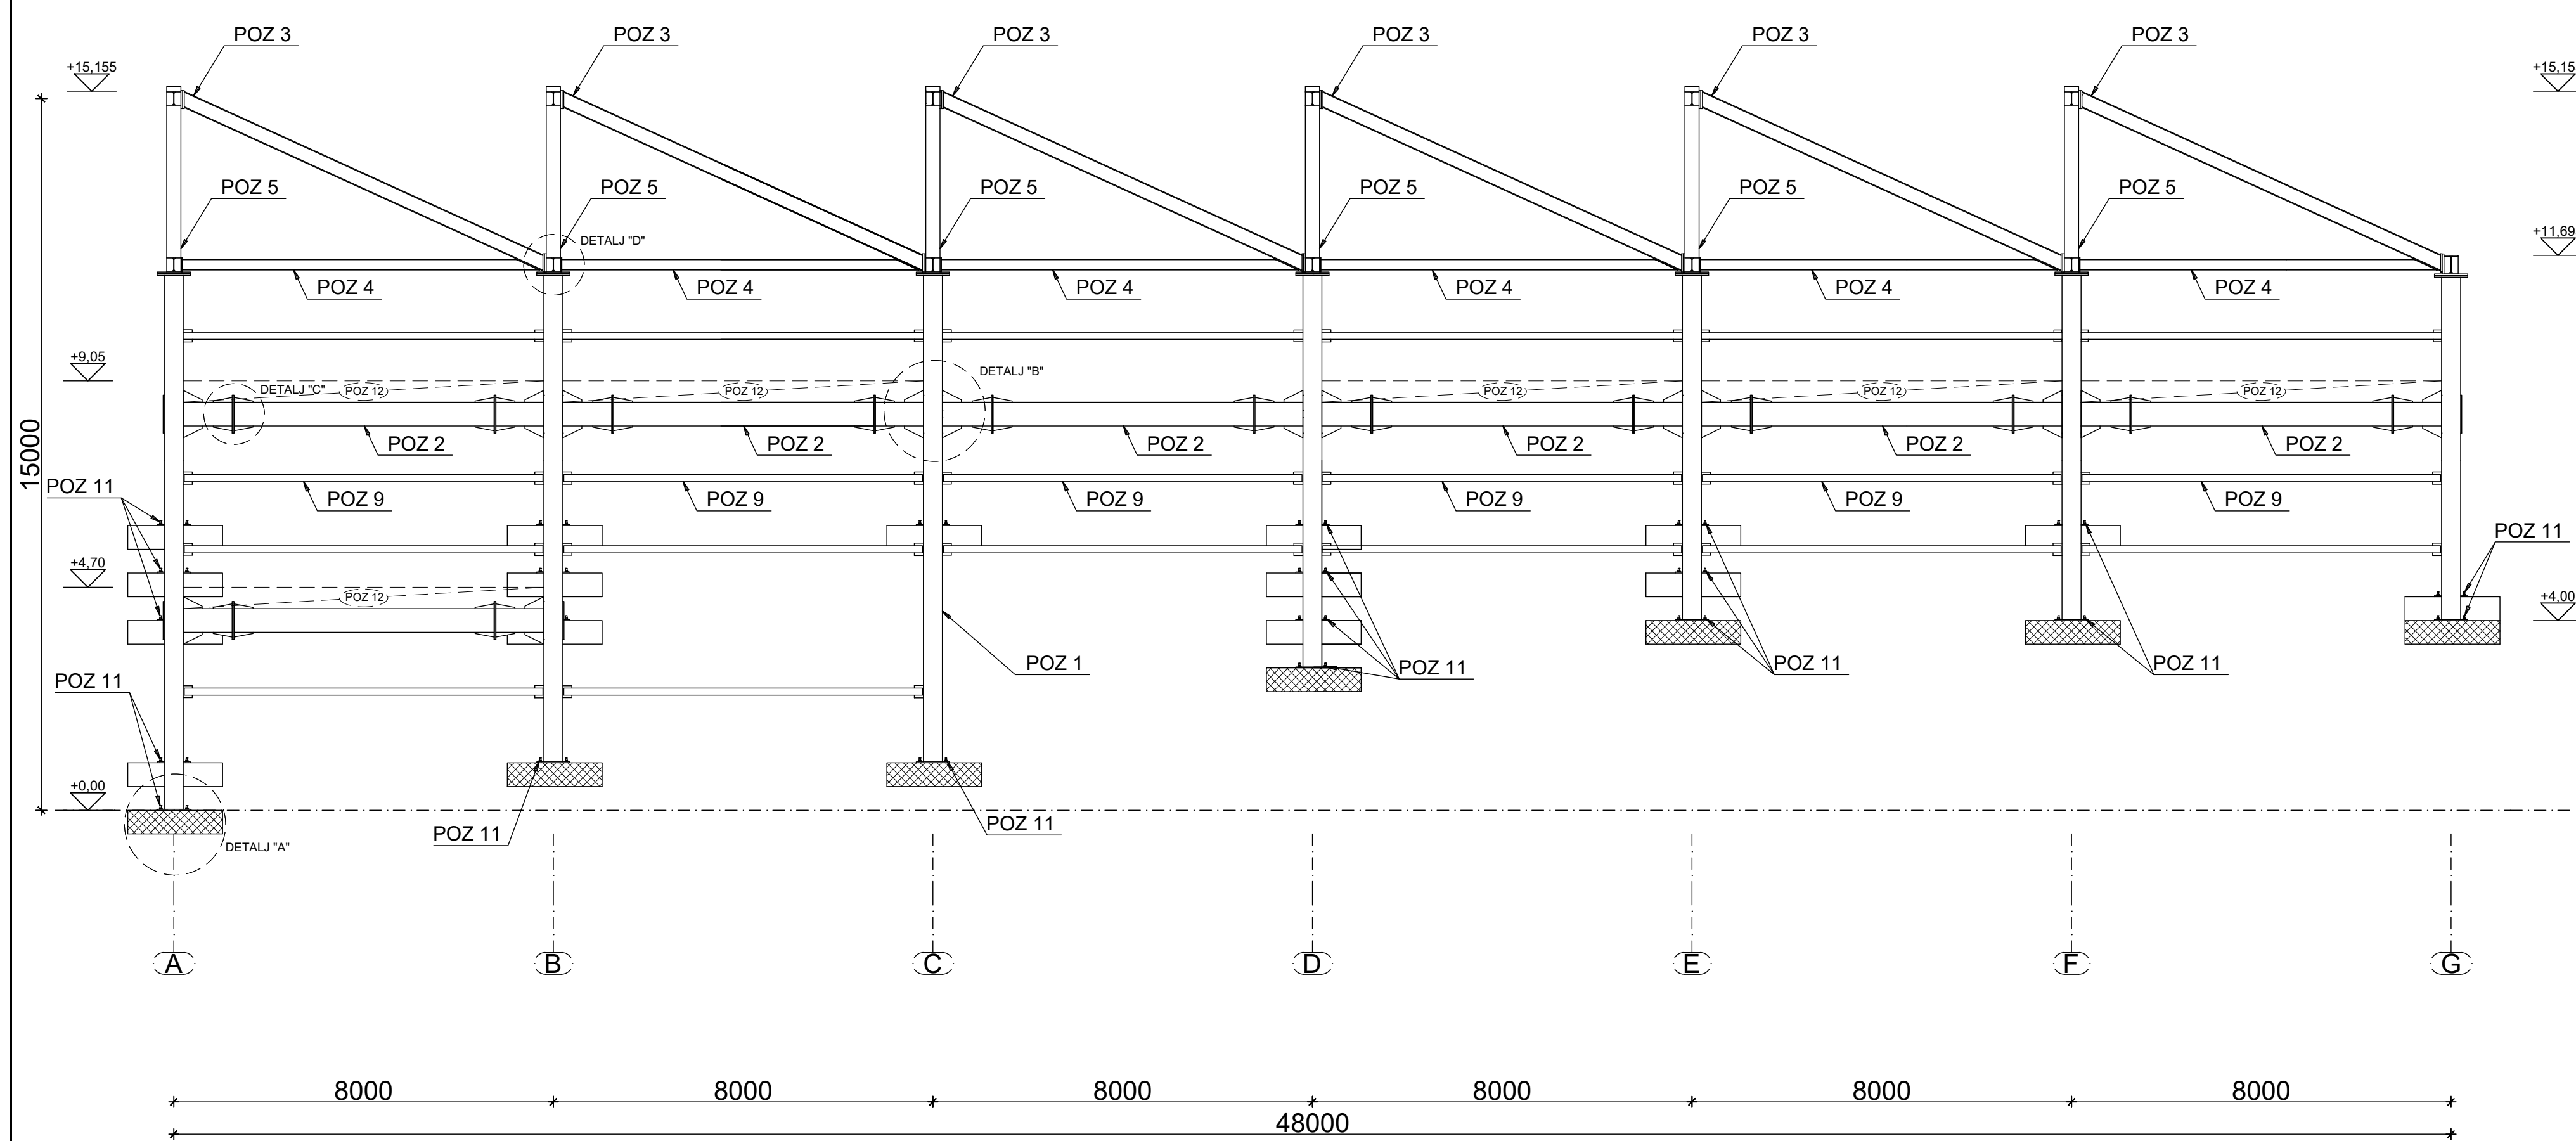 POZ 3 POZ 3 POZ 3 POZ 3 POZ 3 POZ 3
+15,155 +15,15
POZ 5 POZ 5 POZ 5 POZ 5 POZ 5 POZ 5
DETALJ "D" +11,69
POZ 4 POZ 4 POZ 4 POZ 4 POZ 4 POZ 4
+9,05
DETALJ "B"
DETALJ "C" POZ 12 POZ 12 POZ 12 POZ 12 POZ 12
POZ 2 POZ 2 POZ 2 POZ 2 POZ 2 POZ 2
15000
POZ 11
POZ 9 POZ 9 POZ 9 POZ 9 POZ 9 POZ 9
POZ 11
+4,70 +4,00
POZ 12
POZ 1 POZ 11 POZ 11 POZ 11
POZ 11
+0,00
POZ 11 POZ 11
DETALJ "A"
A B C D E F G
8000 8000 8000 8000 8000 8000
48000